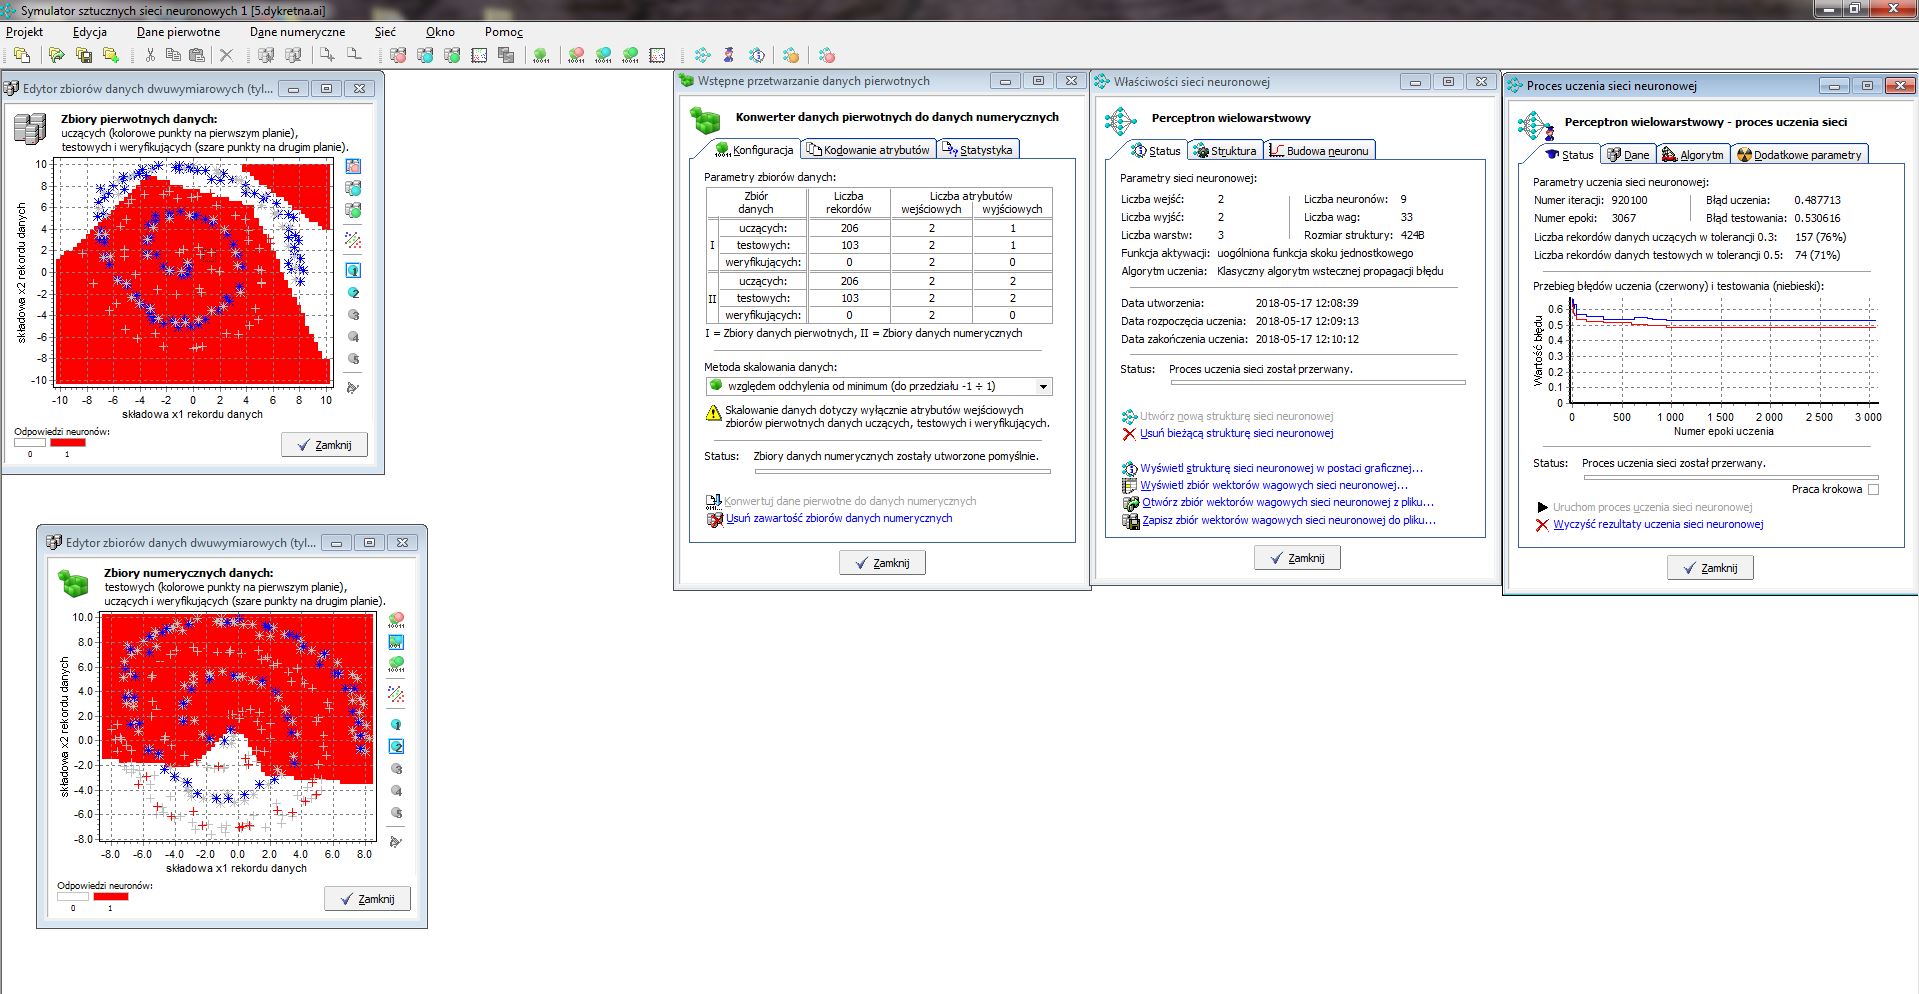 Symulator sztucznych sieci neuronowych 1 [5.dykretna.ai]
Projekt Edycja Dane pierwotne Dane numeryczne Sieć Okno Pomoc
Edytor zbiorów danych dwuwymiarowych (tyl...
Zbiory pierwotnych danych:
uczących (kolorowe punkty na pierwszym planie),
testowych i weryfikujących (szare punkty na drugim planie).
składowa x2 rekordu danych
10
8
6
4
2
0
-2
-4
-6
-8
-10
-10 -8 -6 -4 -2 0 2 4 6 8 10
składowa x1 rekordu danych
1
2
3
4
5
Odpowiedzi neuronów:
0 1
Zamknij
Edytor zbiorów danych dwuwymiarowych (tyl...
Zbiory numerycznych danych:
testowych (kolorowe punkty na pierwszym planie),
uczących i weryfikujących (szare punkty na drugim planie).
składowa x2 rekordu danych
10.0
8.0
6.0
4.0
2.0
0.0
-2.0
-4.0
-6.0
-8.0
-8.0 -6.0 -4.0 -2.0 0.0 2.0 4.0 6.0 8.0
składowa x1 rekordu danych
1
2
3
4
5
Odpowiedzi neuronów:
0 1
Zamknij
Wstępne przetwarzanie danych pierwotnych
Konwerter danych pierwotnych do danych numerycznych
Konfiguracja Kodowanie atrybutów Statystyka
Parametry zbiorów danych:
Zbiór danych Liczba rekordów Liczba atrybutów
wejściowych wyjściowych
I
uczących: 206 2 1
testowych: 103 2 1
weryfikujących: 0 2 0
II
uczących: 206 2 2
testowych: 103 2 2
weryfikujących: 0 2 0
I = Zbiory danych pierwotnych, II = Zbiory danych numerycznych
Metoda skalowania danych:
względem odchylenia od minimum (do przedziału -1 ÷ 1)
Skalowanie danych dotyczy wyłącznie atrybutów wejściowych
zbiorów pierwotnych danych uczących, testowych i weryfikujących.
Status: Zbiory danych numerycznych zostały utworzone pomyślnie.
Konwertuj dane pierwotne do danych numerycznych
Usuń zawartość zbiorów danych numerycznych
Zamknij
Właściwości sieci neuronowej
Perceptron wielowarstwowy
Status Struktura Budowa neuronu
Parametry sieci neuronowej:
Liczba wejść: 2 Liczba neuronów: 9
Liczba wyjść: 2 Liczba wag: 33
Liczba warstw: 3 Rozmiar struktury: 424B
Funkcja aktywacji: uogólniona funkcja skoku jednostkowego
Algorytm uczenia: Klasyczny algorytm wstecznej propagacji błędu
Data utworzenia: 2018-05-17 12:08:39
Data rozpoczęcia uczenia: 2018-05-17 12:09:13
Data zakończenia uczenia: 2018-05-17 12:10:12
Status: Proces uczenia sieci został przerwany.
Utwórz nową strukturę sieci neuronowej
Usuń bieżącą strukturę sieci neuronowej
Wyświetl strukturę sieci neuronowej w postaci graficznej...
Wyświetl zbiór wektorów wagowych sieci neuronowej...
Otwórz zbiór wektorów wagowych sieci neuronowej z pliku...
Zapisz zbiór wektorów wagowych sieci neuronowej do pliku...
Zamknij
Proces uczenia sieci neuronowej
Perceptron wielowarstwowy - proces uczenia sieci
Status Dane Algorytm Dodatkowe parametry
Parametry uczenia sieci neuronowej:
Numer iteracji: 920100 Błąd uczenia: 0.487713
Numer epoki: 3067 Błąd testowania: 0.530616
Liczba rekordów danych uczących w tolerancji 0.3: 157 (76%)
Liczba rekordów danych testowych w tolerancji 0.5: 74 (71%)
Przebieg błędów uczenia (czerwony) i testowania (niebieski):
Wartość błędu
0.6
0.5
0.4
0.3
0.2
0.1
0
0 500 1 000 1 500 2 000 2 500 3 000
Numer epoki uczenia
Status: Proces uczenia sieci został przerwany.
Praca krokowa
Uruchom proces uczenia sieci neuronowej
Wyczyść rezultaty uczenia sieci neuronowej
Zamknij